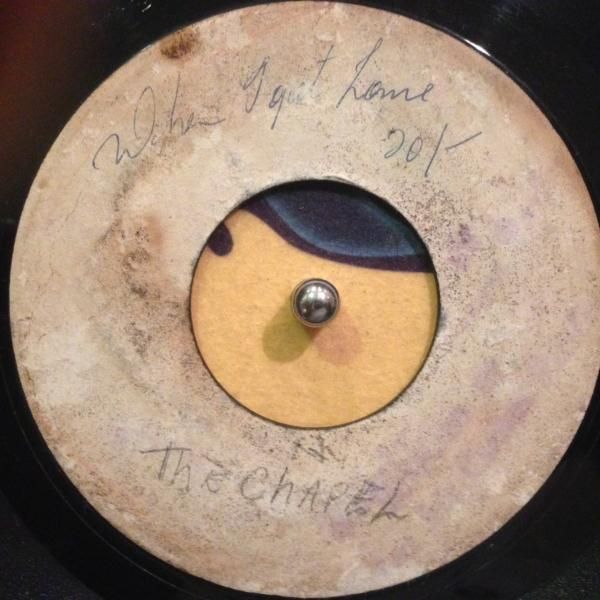 When I get home
20/-
ThE ChAPEL